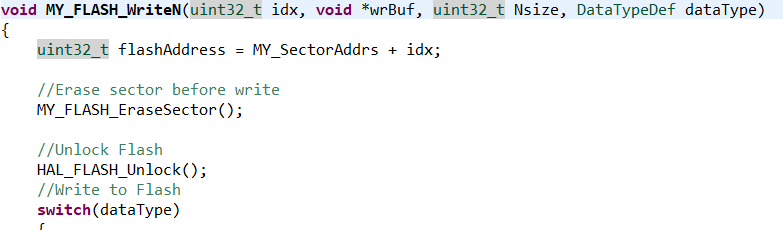 void MY_FLASH_WriteN(uint32_t idx, void *wrBuf, uint32_t Nsize, DataTypeDef dataType)
{
    uint32_t flashAddress = MY_SectorAddrs + idx;
    //Erase sector before write
    MY_FLASH_EraseSector();
    //Unlock Flash
    HAL_FLASH_Unlock();
    //Write to Flash
    switch(dataType)
    {